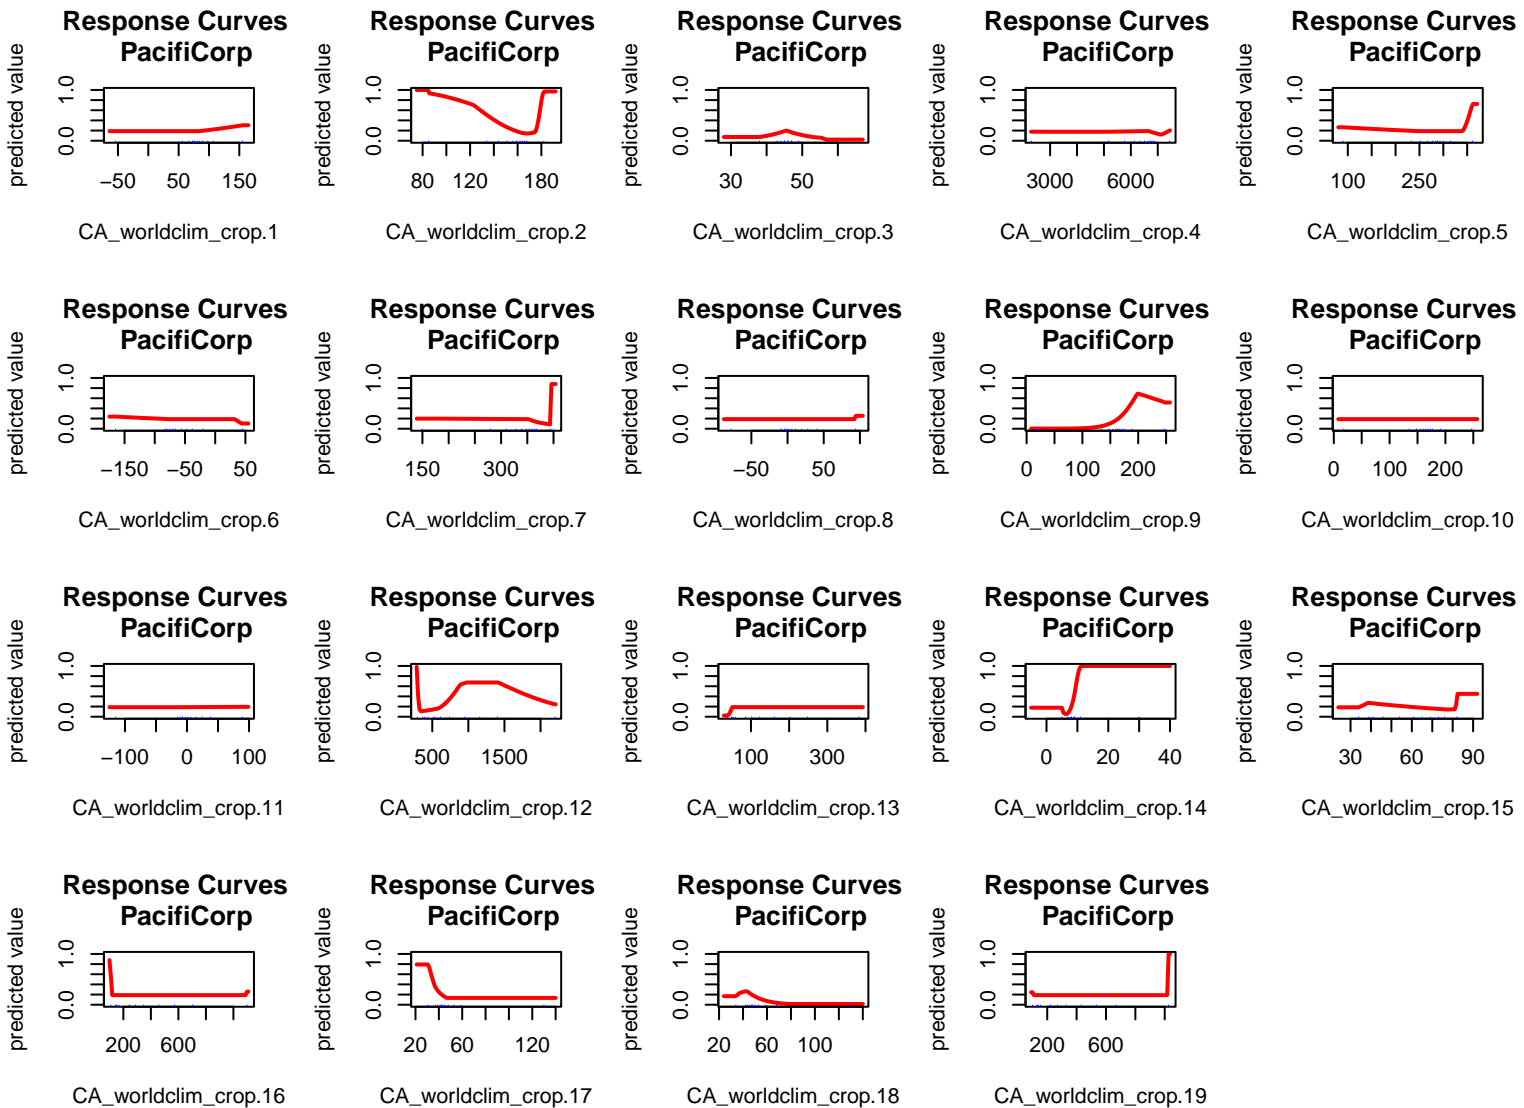 Response Curves
PacifiCorp
predicted value
0.0 1.0
−50 50 150
CA_worldclim_crop.1
Response Curves
PacifiCorp
predicted value
0.0 1.0
80 120 180
CA_worldclim_crop.2
Response Curves
PacifiCorp
predicted value
0.0 1.0
30 50
CA_worldclim_crop.3
Response Curves
PacifiCorp
predicted value
0.0 1.0
3000 6000
CA_worldclim_crop.4
Response Curves
PacifiCorp
predicted value
0.0 1.0
100 250
CA_worldclim_crop.5
Response Curves
PacifiCorp
predicted value
0.0 1.0
−150 −50 50
CA_worldclim_crop.6
Response Curves
PacifiCorp
predicted value
0.0 1.0
150 300
CA_worldclim_crop.7
Response Curves
PacifiCorp
predicted value
0.0 1.0
−50 50
CA_worldclim_crop.8
Response Curves
PacifiCorp
predicted value
0.0 1.0
0 100 200
CA_worldclim_crop.9
Response Curves
PacifiCorp
predicted value
0.0 1.0
0 100 200
CA_worldclim_crop.10
Response Curves
PacifiCorp
predicted value
0.0 1.0
−100 0 100
CA_worldclim_crop.11
Response Curves
PacifiCorp
predicted value
0.0 1.0
500 1500
CA_worldclim_crop.12
Response Curves
PacifiCorp
predicted value
0.0 1.0
100 300
CA_worldclim_crop.13
Response Curves
PacifiCorp
predicted value
0.0 1.0
0 20 40
CA_worldclim_crop.14
Response Curves
PacifiCorp
predicted value
0.0 1.0
30 60 90
CA_worldclim_crop.15
Response Curves
PacifiCorp
predicted value
0.0 1.0
200 600
CA_worldclim_crop.16
Response Curves
PacifiCorp
predicted value
0.0 1.0
20 60 120
CA_worldclim_crop.17
Response Curves
PacifiCorp
predicted value
0.0 1.0
20 60 100
CA_worldclim_crop.18
Response Curves
PacifiCorp
predicted value
0.0 1.0
200 600
CA_worldclim_crop.19